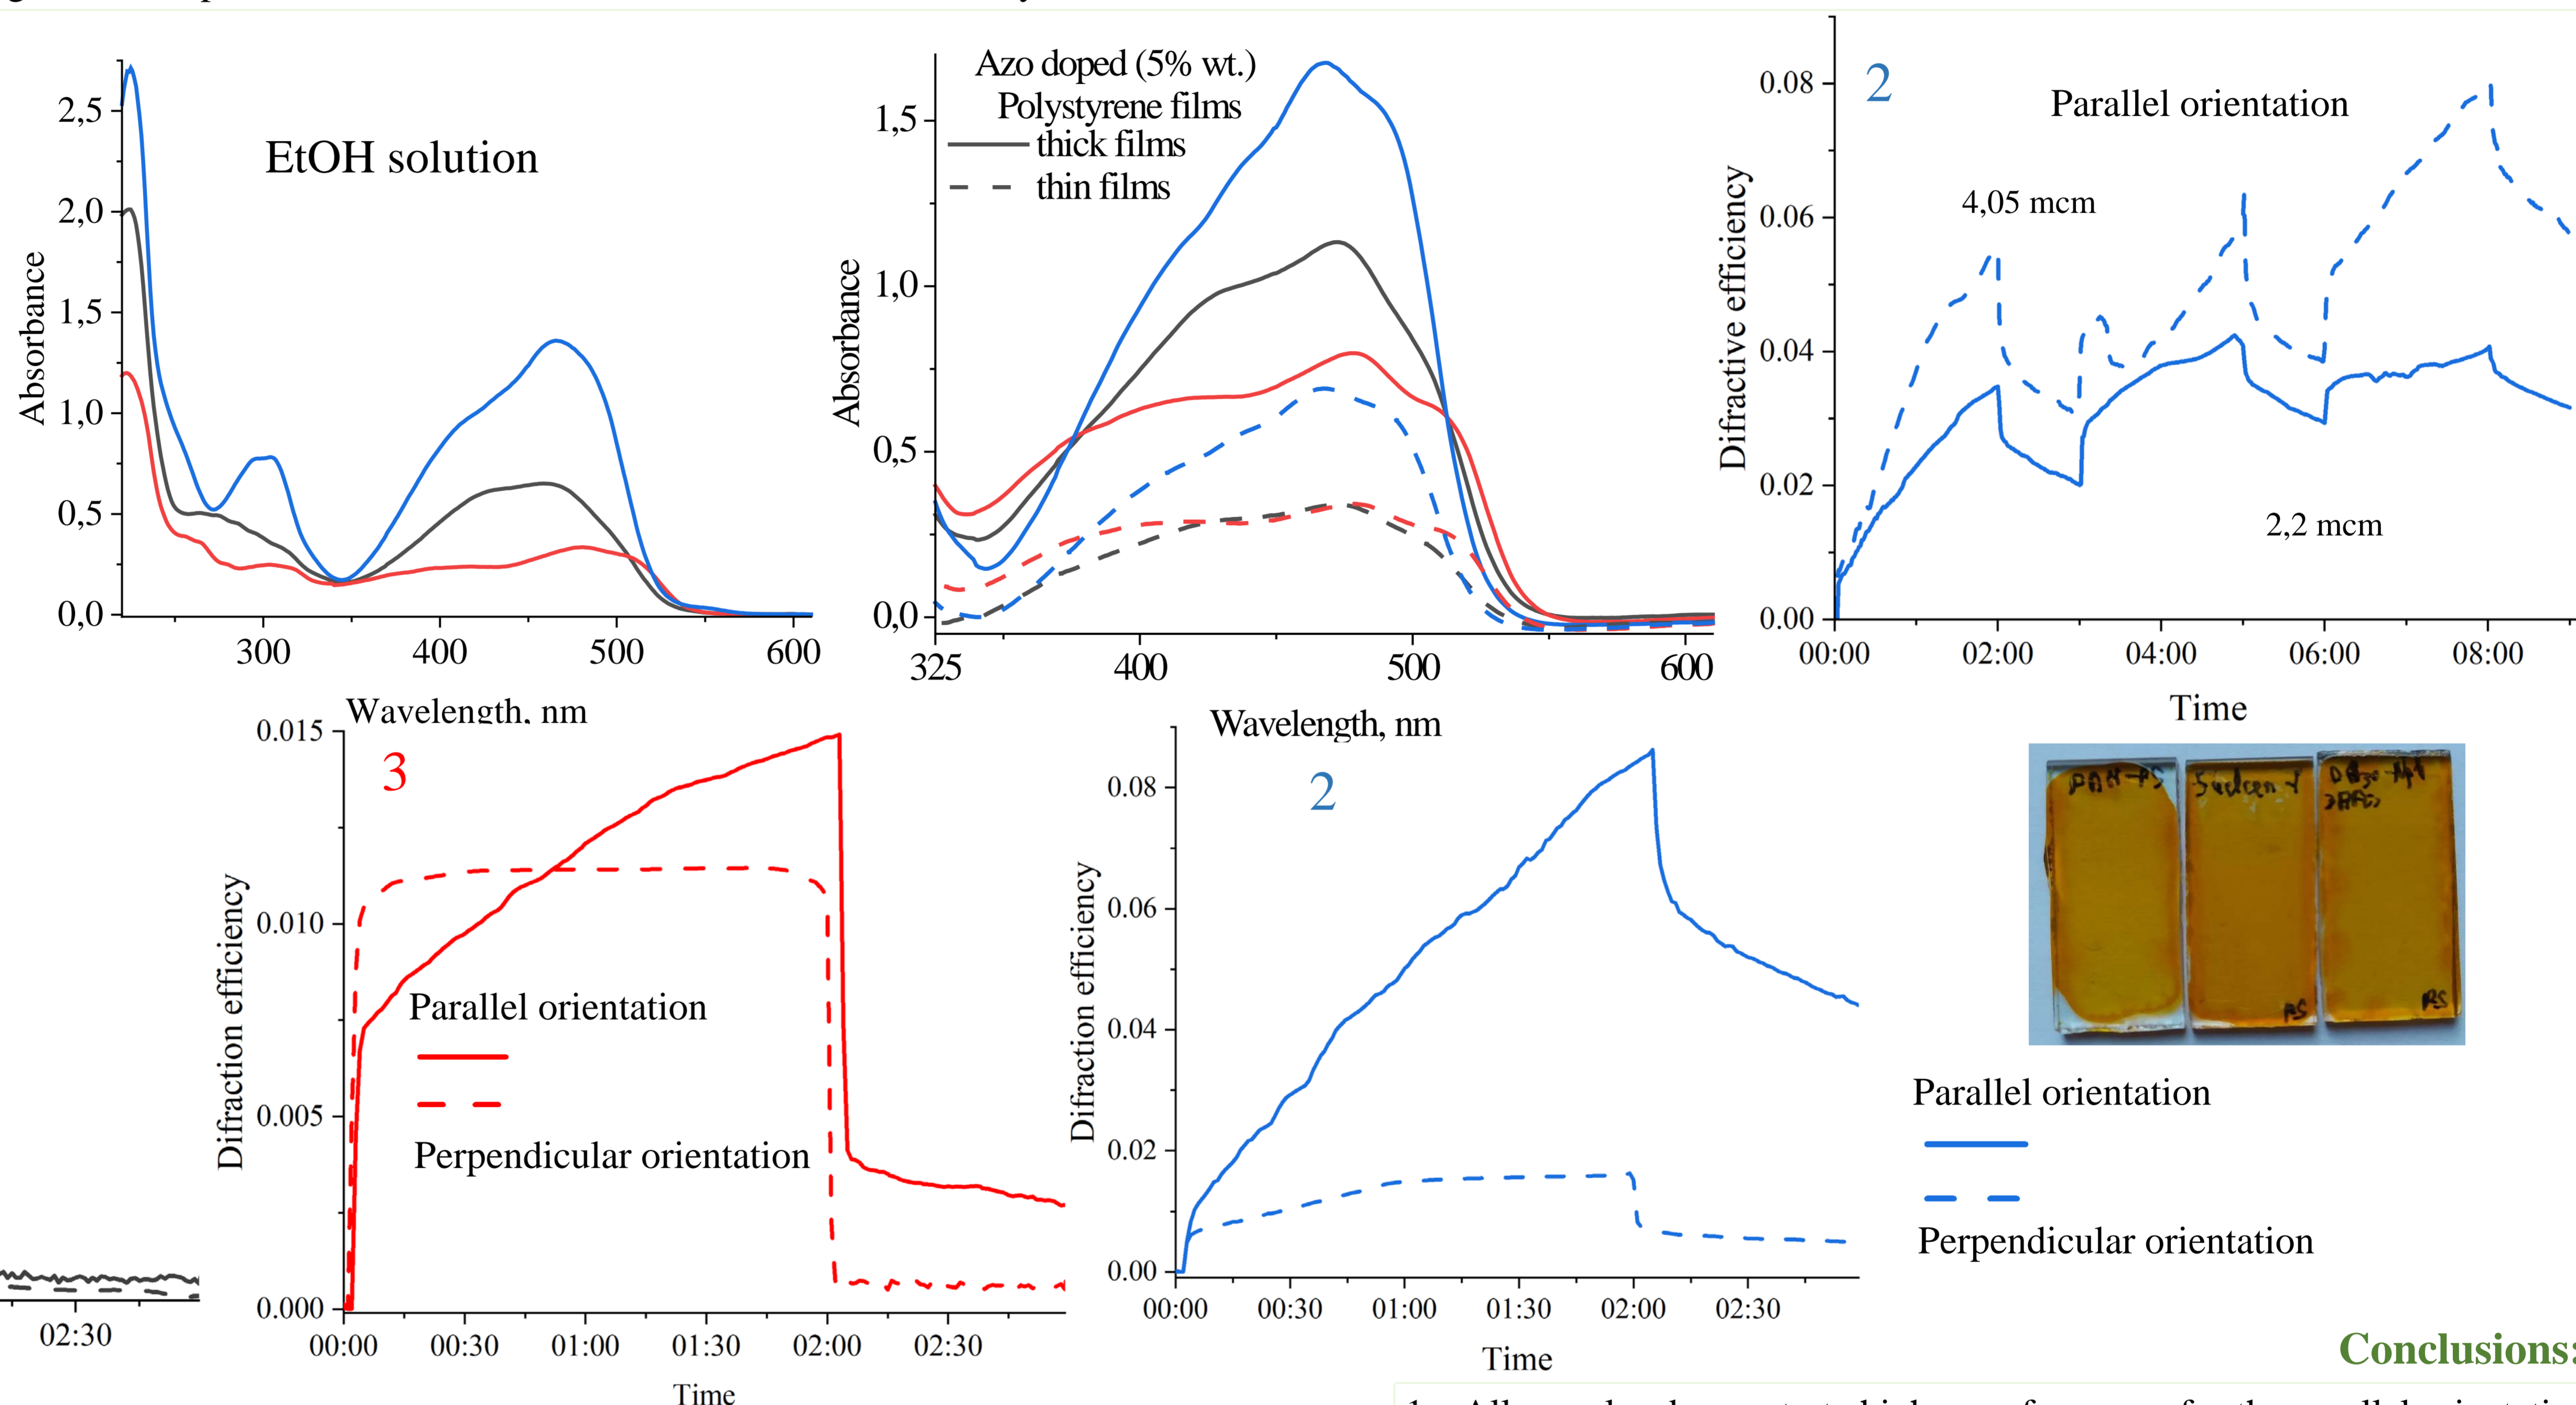 EtOH solution
Absorbance
2,5
2,0
1,5
1,0
0,5
0,0
300 400 500 600
Wavelength, nm
Azo doped (5% wt.)
Polystyrene films
thick films
thin films
Absorbance
1,5
1,0
0,5
0,0
325 400 500 600
Wavelength, nm
2
Parallel orientation
4,05 mcm
2,2 mcm
Difractive efficiency
0.08
0.06
0.04
0.02
0.00
00:00 02:00 04:00 06:00 08:00
Time
02:30
3
Difraction efficiency
0.015
0.010
0.005
0.000
Parallel orientation
Perpendicular orientation
00:00 00:30 01:00 01:30 02:00 02:30
Time
2
Difraction efficiency
0.08
0.06
0.04
0.02
0.00
00:00 00:30 01:00 01:30 02:00 02:30
Time
PS
PS
Parallel orientation
Perpendicular orientation
Conclusions: